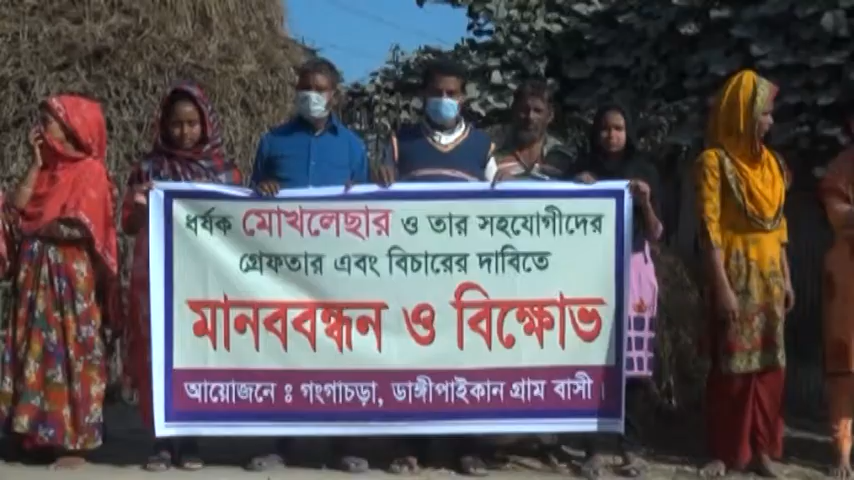 ধর্ষক মোখলেছার ও তার সহযোগীদের
গ্রেফতার এবং বিচারের দাবিতে
মানববন্ধন ও বিক্ষোভ
আয়োজনে : গংগাচড়া, ডাঙ্গীপাইকান গ্রাম বাসী।